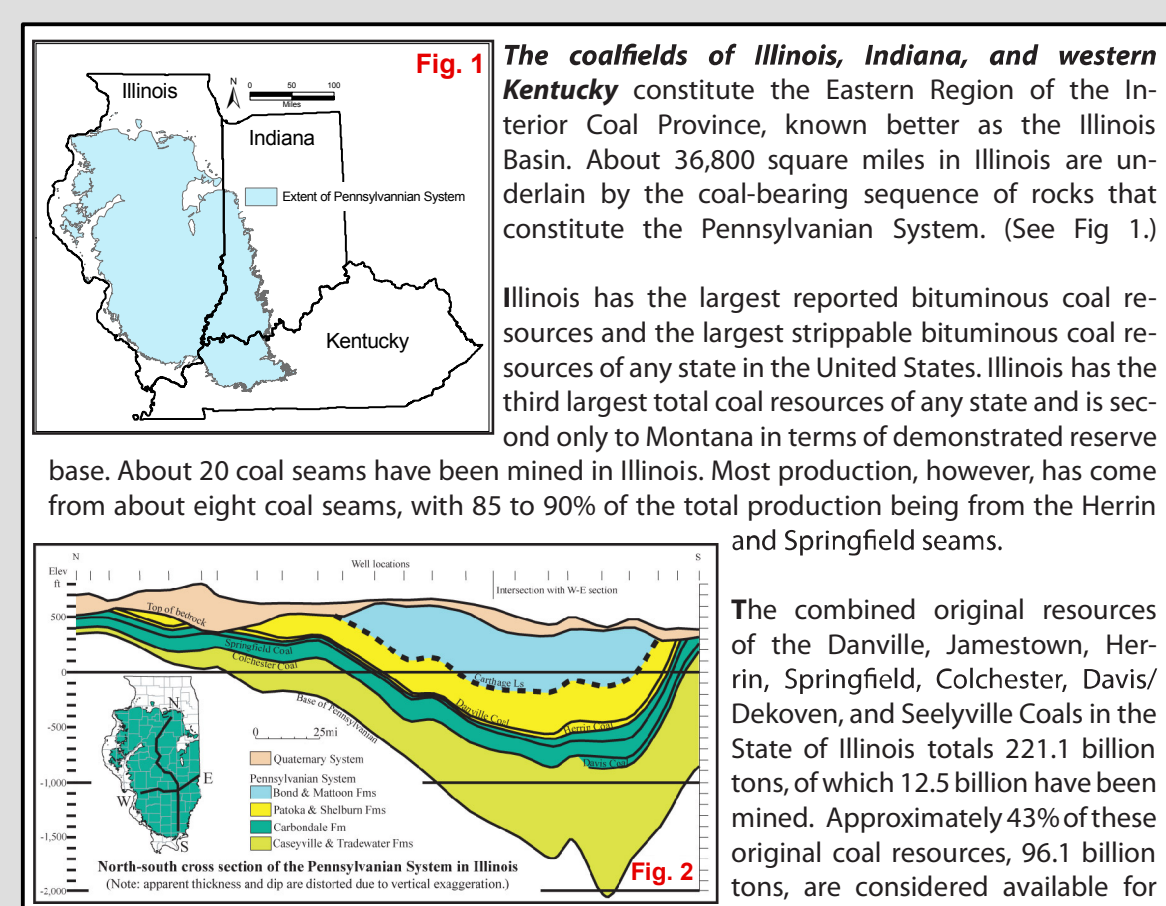 Fig. 1
Illinois
N
0 50 100
Miles
Indiana
Extent of Pennsylvannian System
Kentucky
The coalfields of Illinois, Indiana, and western
Kentucky constitute the Eastern Region of the In-
terior Coal Province, known better as the Illinois
Basin. About 36,800 square miles in Illinois are un-
derlain by the coal-bearing sequence of rocks that
constitute the Pennsylvanian System. (See Fig 1.)
Illinois has the largest reported bituminous coal re-
sources and the largest strippable bituminous coal re-
sources of any state in the United States. Illinois has the
third largest total coal resources of any state and is sec-
ond only to Montana in terms of demonstrated reserve
base. About 20 coal seams have been mined in Illinois. Most production, however, has come
from about eight coal seams, with 85 to 90% of the total production being from the Herrin
and Springfield seams.
N
S
Elev
ft
Well locations
Intersection with W-E section
500
0
-500
-1,000
-1,500
-2,000
Top of bedrock
Springfield Coal
Colchester Coal
Base of Pennsylvanian
Carthage Ls
Danville Coal
Herrin Coal
Davis Coal
N
E
W
S
0 25mi
Quaternary System
Pennsylvanian System
Bond & Mattoon Fms
Patoka & Shelburn Fms
Carbondale Fm
Caseyville & Tradewater Fms
North-south cross section of the Pennsylvanian System in Illinois
(Note: apparent thickness and dip are distorted due to vertical exaggeration.)
Fig. 2
The combined original resources
of the Danville, Jamestown, Her-
rin, Springfield, Colchester, Davis/
Dekoven, and Seelyville Coals in the
State of Illinois totals 221.1 billion
tons, of which 12.5 billion have been
mined. Approximately 43% of these
original coal resources, 96.1 billion
tons, are considered available for